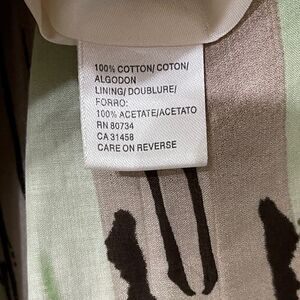 100% COTTON/ COTON/
ALGODON
LINING/ DOUBLURE/
FORRO:
100% ACETATE/ACETATO
RN 80734
CA 31458
CARE ON REVERSE